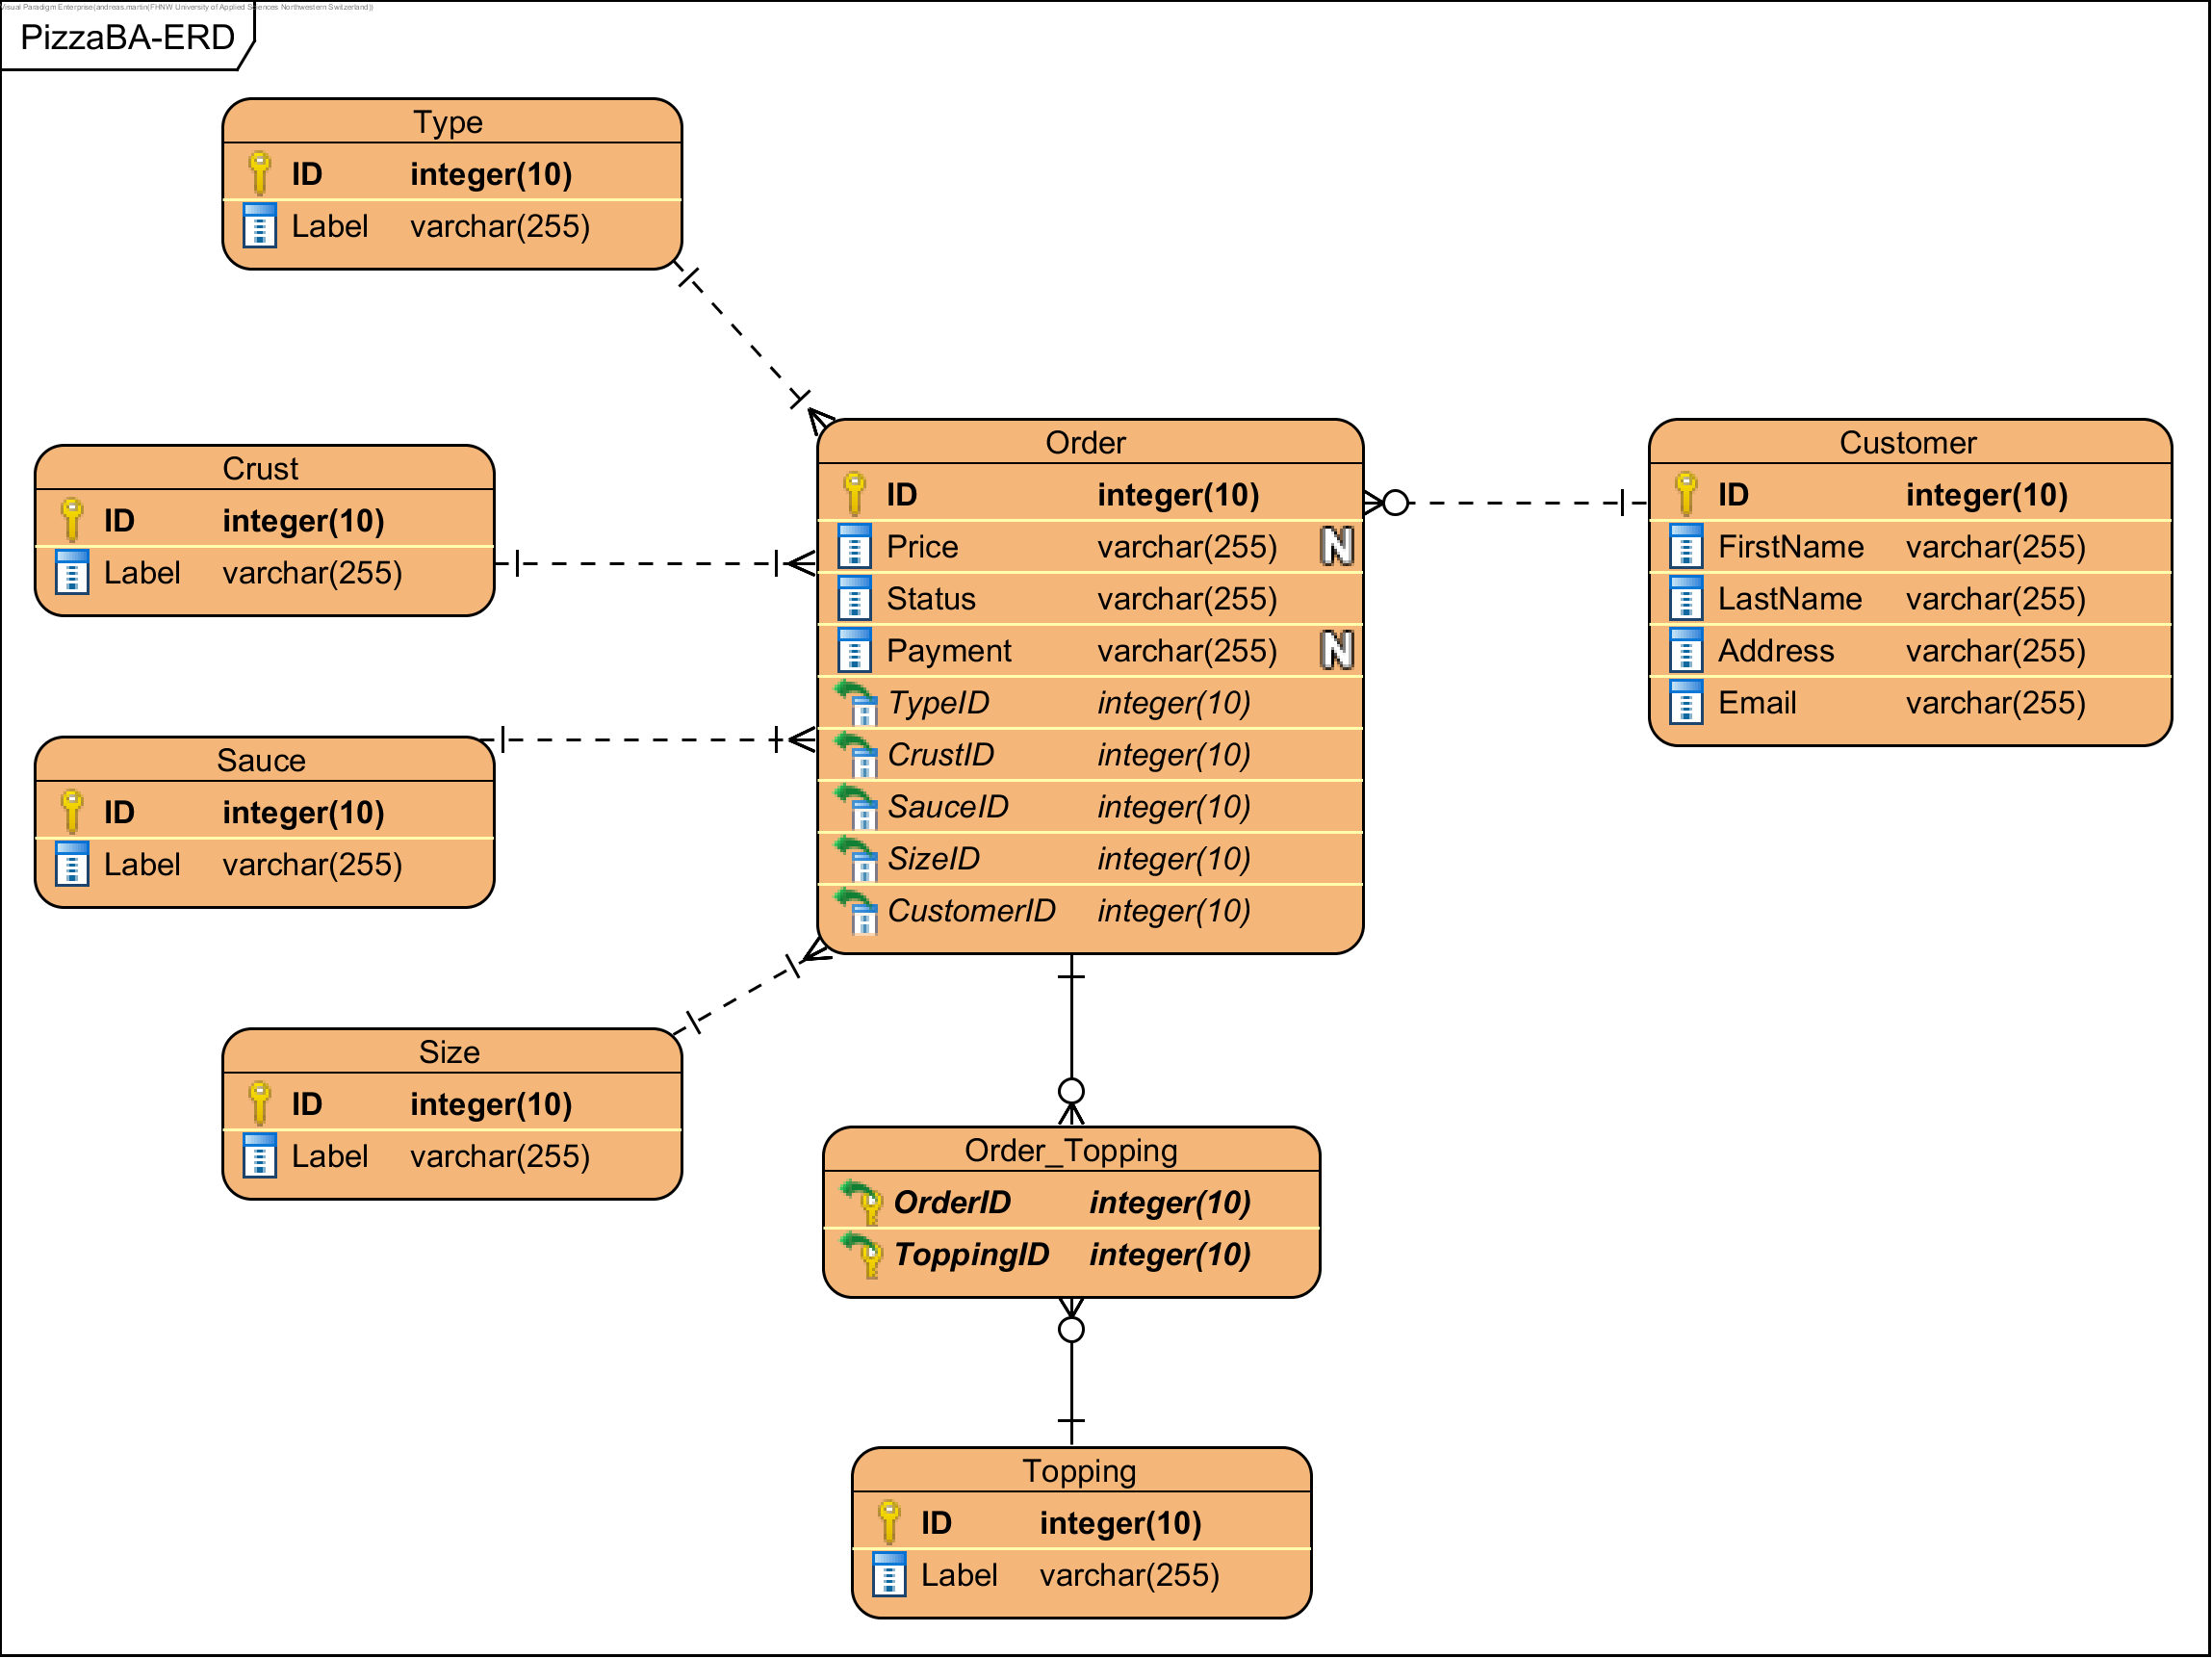 Visual Paradigm Enterprise(andreas.martin(FHNW University of Applied Sciences Northwestern Switzerland))
PizzaBA-ERD
Type
ID integer(10)
Label varchar(255)
Crust
ID integer(10)
Label varchar(255)
Sauce
ID integer(10)
Label varchar(255)
Size
ID integer(10)
Label varchar(255)
Order
ID integer(10)
Price varchar(255) N
Status varchar(255)
Payment varchar(255) N
TypeID integer(10)
CrustID integer(10)
SauceID integer(10)
SizeID integer(10)
CustomerID integer(10)
Customer
ID integer(10)
FirstName varchar(255)
LastName varchar(255)
Address varchar(255)
Email varchar(255)
Order_Topping
OrderID integer(10)
ToppingID integer(10)
Topping
ID integer(10)
Label varchar(255)